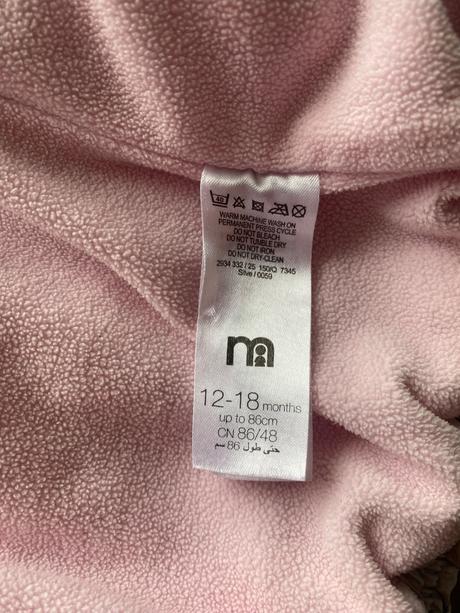 40
WARM MACHINE WASH ON
PERMANENT PRESS CYCLE
DO NOT BLEACH
DO NOT TUMBLE DRY
DO NOT IRON
DO NOT DRY-CLEAN
2934 332 / 25 150/Q 7345
Silve / 0059
m
12-18 months
up to 86cm
CN 86/48
حتى طول 86 سم